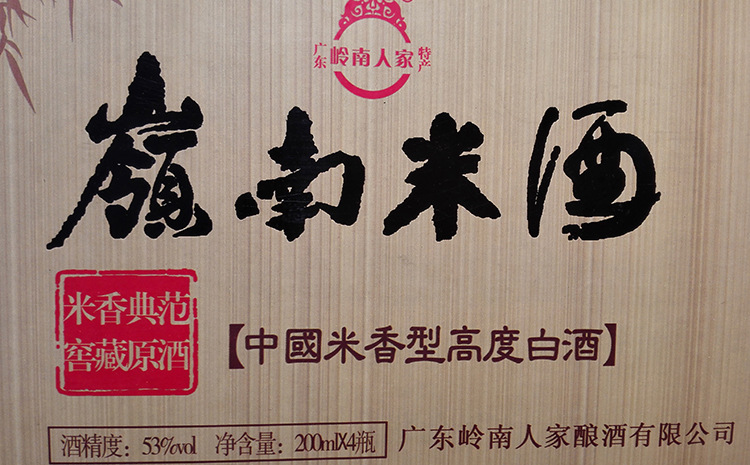 广东 岭南人家 特产
嶺南米酒
米香典范
窖藏原酒
【中國米香型高度白酒】
酒精度：53%vol 净含量：200mlX4瓶 广东岭南人家酿酒有限公司